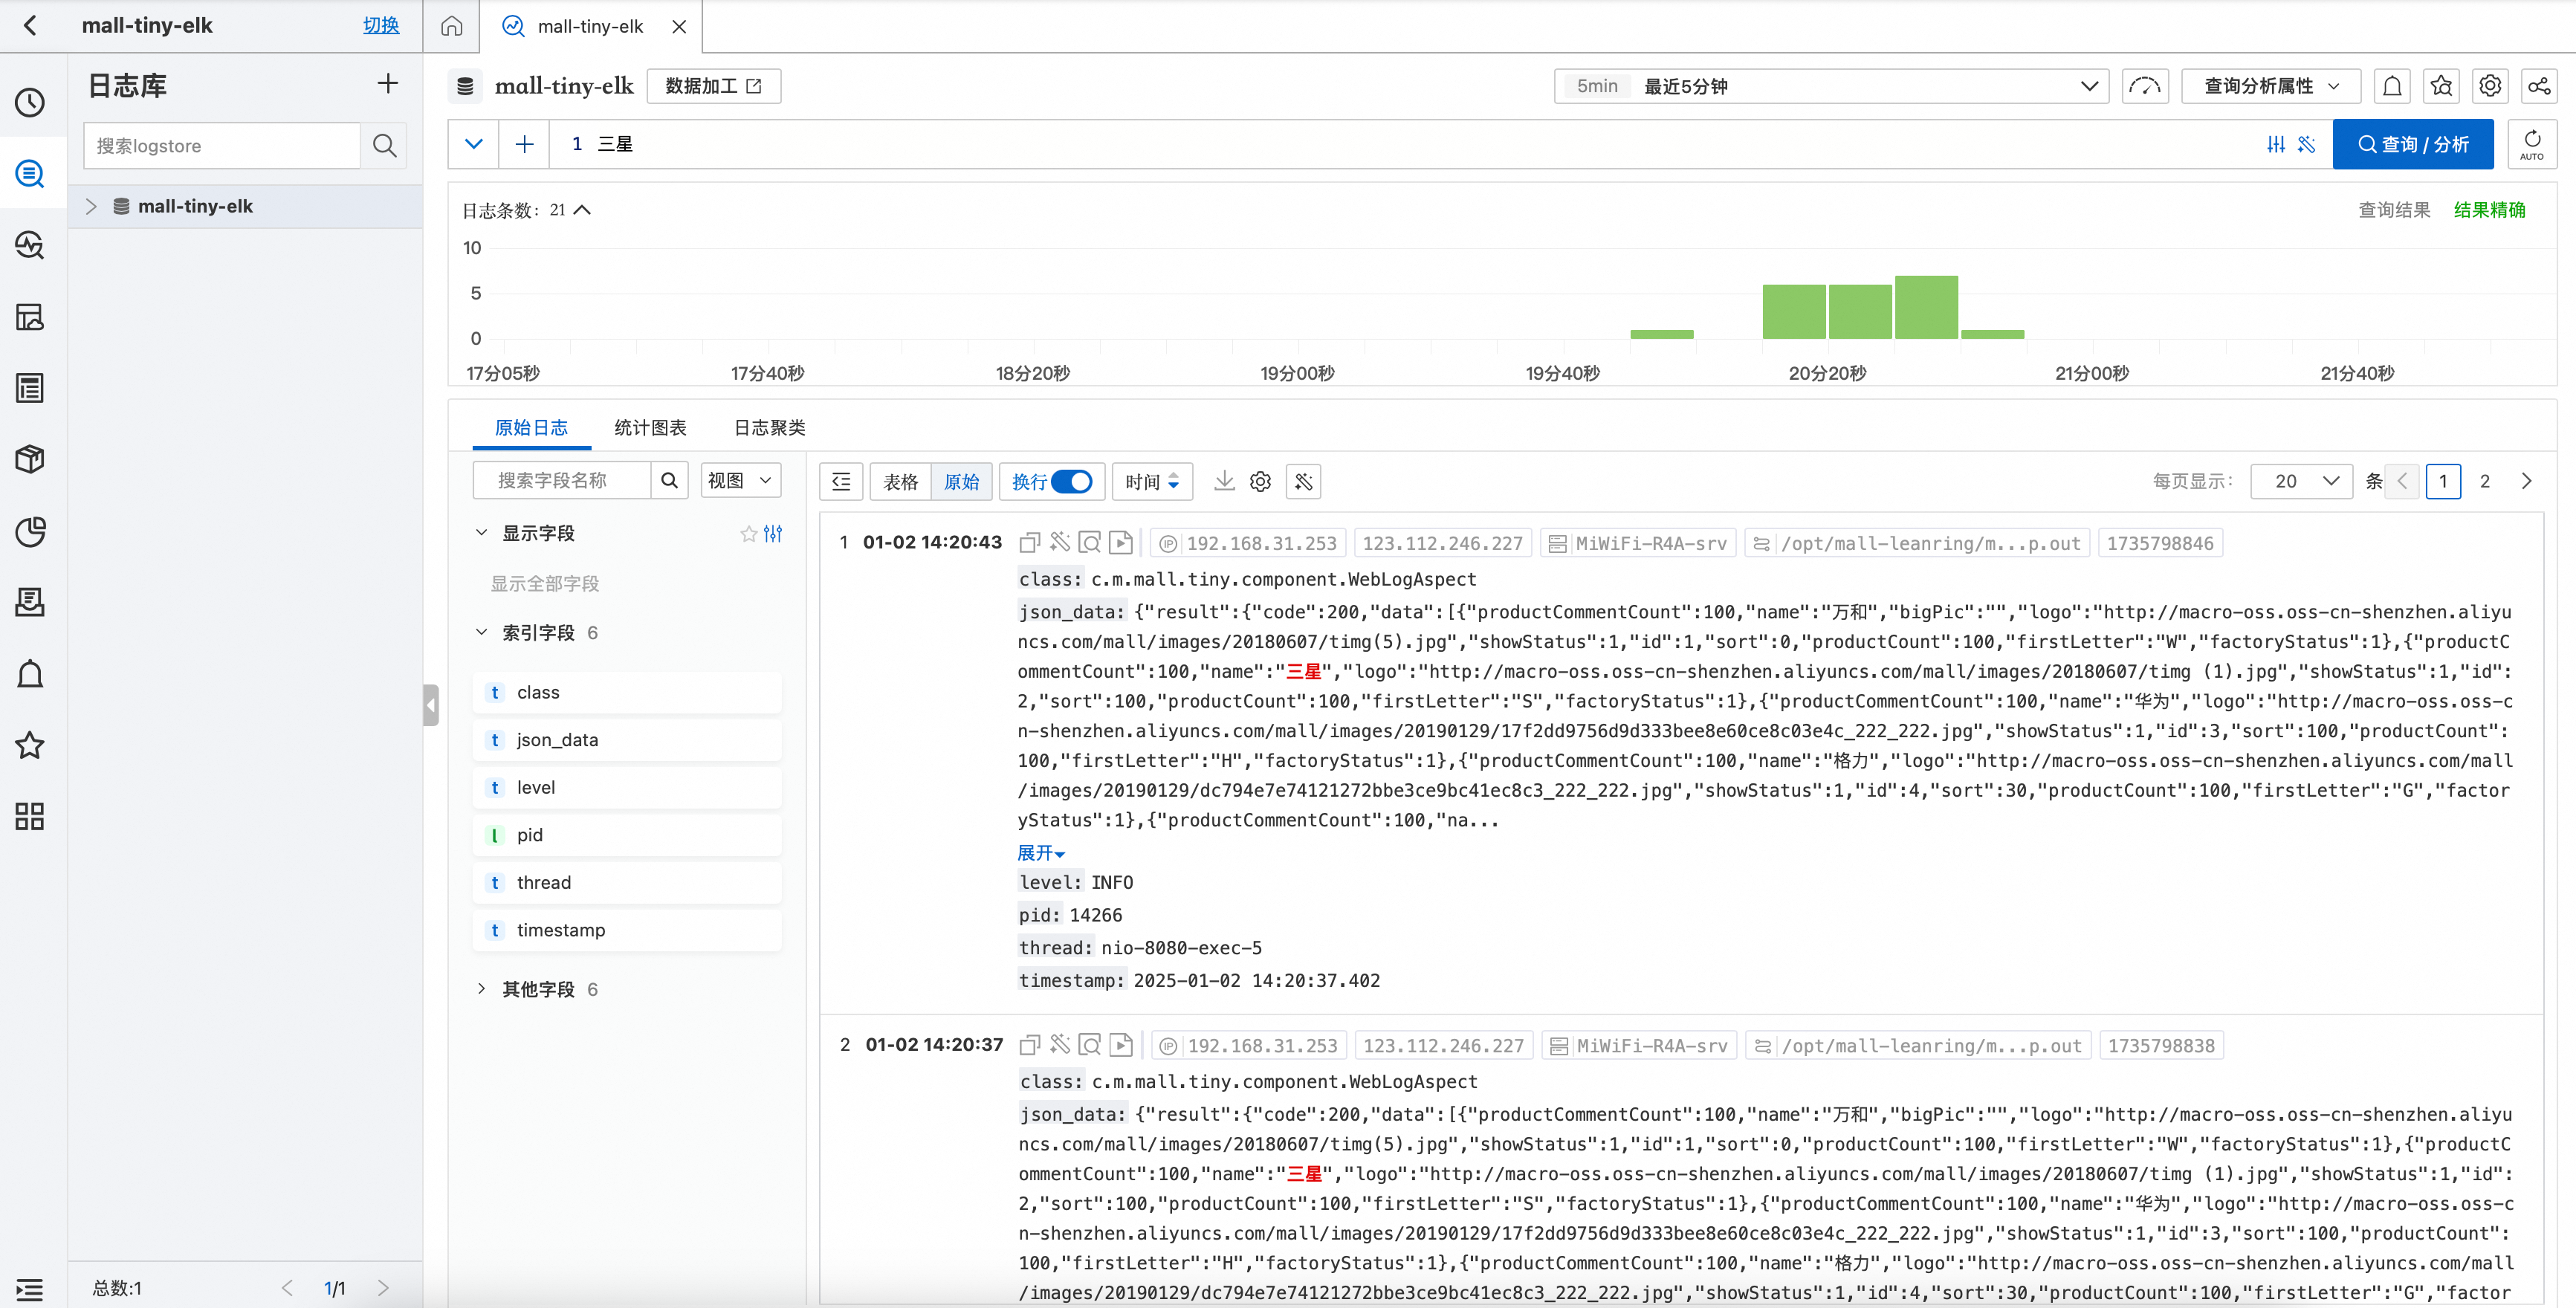 mall-tiny-elk
切换
mall-tiny-elk
日志库
搜索logstore
mall-tiny-elk
总数:1
1/1
mall-tiny-elk
数据加工
5min 最近5分钟
查询分析属性
1 三星
查询 / 分析
AUTO
日志条数: 21
查询结果 结果精确
10
5
0
17分05秒 17分40秒 18分20秒 19分00秒 19分40秒 20分20秒 21分00秒 21分40秒
原始日志 统计图表 日志聚类
搜索字段名称
视图
显示字段
显示全部字段
索引字段 6
t class
t json_data
t level
l pid
t thread
t timestamp
其他字段 6
表格 原始 换行 时间
每页显示: 20 条 1 2
1 01-02 14:20:43 IP 192.168.31.253 123.112.246.227 MiWiFi-R4A-srv /opt/mall-leanring/m...p.out 1735798846
class: c.m.mall.tiny.component.WebLogAspect
json_data: {"result":{"code":200,"data":[{"productCommentCount":100,"name":"万和","bigPic":"","logo":"http://macro-oss.oss-cn-shenzhen.aliyu
ncs.com/mall/images/20180607/timg(5).jpg","showStatus":1,"id":1,"sort":0,"productCount":100,"firstLetter":"W","factoryStatus":1},{"productC
ommentCount":100,"name":"三星","logo":"http://macro-oss.oss-cn-shenzhen.aliyuncs.com/mall/images/20180607/timg (1).jpg","showStatus":1,"id":
2,"sort":100,"productCount":100,"firstLetter":"S","factoryStatus":1},{"productCommentCount":100,"name":"华为","logo":"http://macro-oss.oss-c
n-shenzhen.aliyuncs.com/mall/images/20190129/17f2dd9756d9d333bee8e60ce8c03e4c_222_222.jpg","showStatus":1,"id":3,"sort":100,"productCount":
100,"firstLetter":"H","factoryStatus":1},{"productCommentCount":100,"name":"格力","logo":"http://macro-oss.oss-cn-shenzhen.aliyuncs.com/mall
/images/20190129/dc794e7e74121272bbe3ce9bc41ec8c3_222_222.jpg","showStatus":1,"id":4,"sort":30,"productCount":100,"firstLetter":"G","factor
yStatus":1},{"productCommentCount":100,"na...
展开
level: INFO
pid: 14266
thread: nio-8080-exec-5
timestamp: 2025-01-02 14:20:37.402
2 01-02 14:20:37 IP 192.168.31.253 123.112.246.227 MiWiFi-R4A-srv /opt/mall-leanring/m...p.out 1735798838
class: c.m.mall.tiny.component.WebLogAspect
json_data: {"result":{"code":200,"data":[{"productCommentCount":100,"name":"万和","bigPic":"","logo":"http://macro-oss.oss-cn-shenzhen.aliyu
ncs.com/mall/images/20180607/timg(5).jpg","showStatus":1,"id":1,"sort":0,"productCount":100,"firstLetter":"W","factoryStatus":1},{"productC
ommentCount":100,"name":"三星","logo":"http://macro-oss.oss-cn-shenzhen.aliyuncs.com/mall/images/20180607/timg (1).jpg","showStatus":1,"id":
2,"sort":100,"productCount":100,"firstLetter":"S","factoryStatus":1},{"productCommentCount":100,"name":"华为","logo":"http://macro-oss.oss-c
n-shenzhen.aliyuncs.com/mall/images/20190129/17f2dd9756d9d333bee8e60ce8c03e4c_222_222.jpg","showStatus":1,"id":3,"sort":100,"productCount":
100,"firstLetter":"H","factoryStatus":1},{"productCommentCount":100,"name":"格力","logo":"http://macro-oss.oss-cn-shenzhen.aliyuncs.com/mall
/images/20190129/dc794e7e74121272bbe3ce9bc41ec8c3_222_222.jpg","showStatus":1,"id":4,"sort":30,"productCount":100,"firstLetter":"G","factor